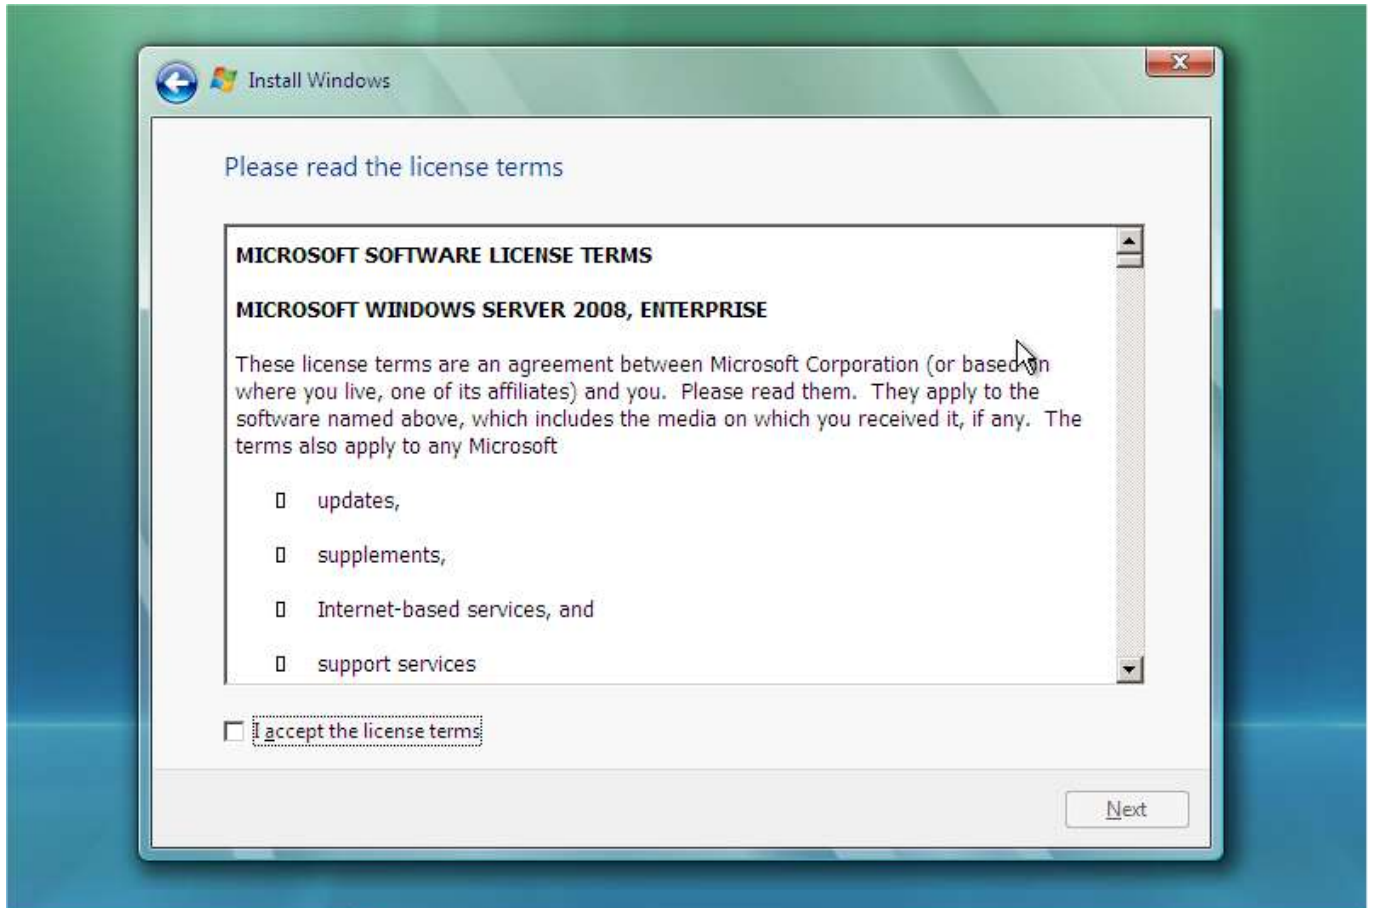 Install Windows
Please read the license terms
MICROSOFT SOFTWARE LICENSE TERMS
MICROSOFT WINDOWS SERVER 2008, ENTERPRISE
These license terms are an agreement between Microsoft Corporation (or based on
where you live, one of its affiliates) and you.  Please read them.  They apply to the
software named above, which includes the media on which you received it, if any.  The
terms also apply to any Microsoft
updates,
supplements,
Internet-based services, and
support services
I accept the license terms
Next